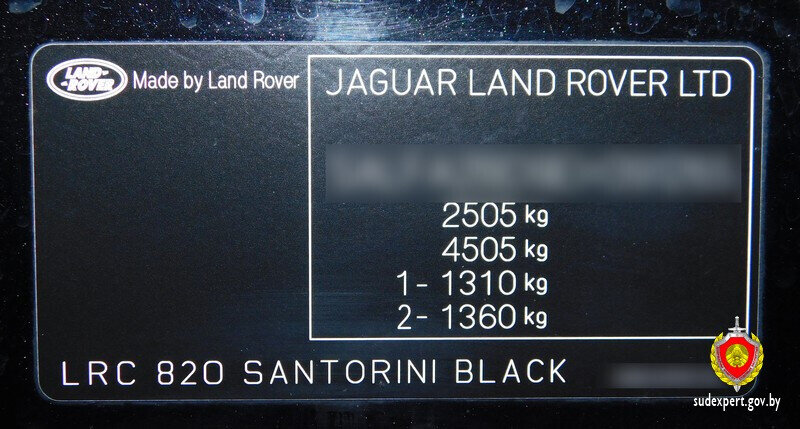 LAND-
-ROVER
Made by Land Rover
JAGUAR LAND ROVER LTD
2505 kg
4505 kg
1- 1310 kg
2- 1360 kg
LRC 820 SANTORINI BLACK
sudexpert.gov.by